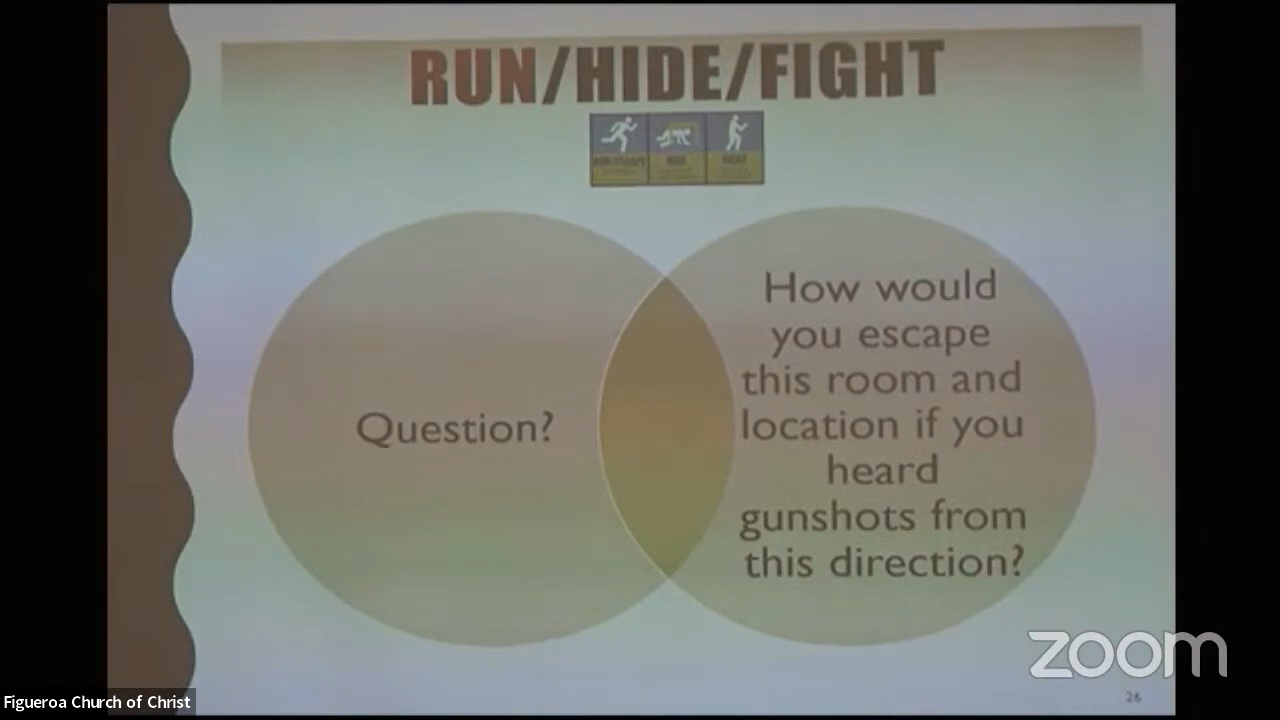 RUN/HIDE/FIGHT
HIDE
Question?
How would
you escape
this room and
location if you
heard
gunshots from
this direction?
zoom
Figueroa Church of Christ
26